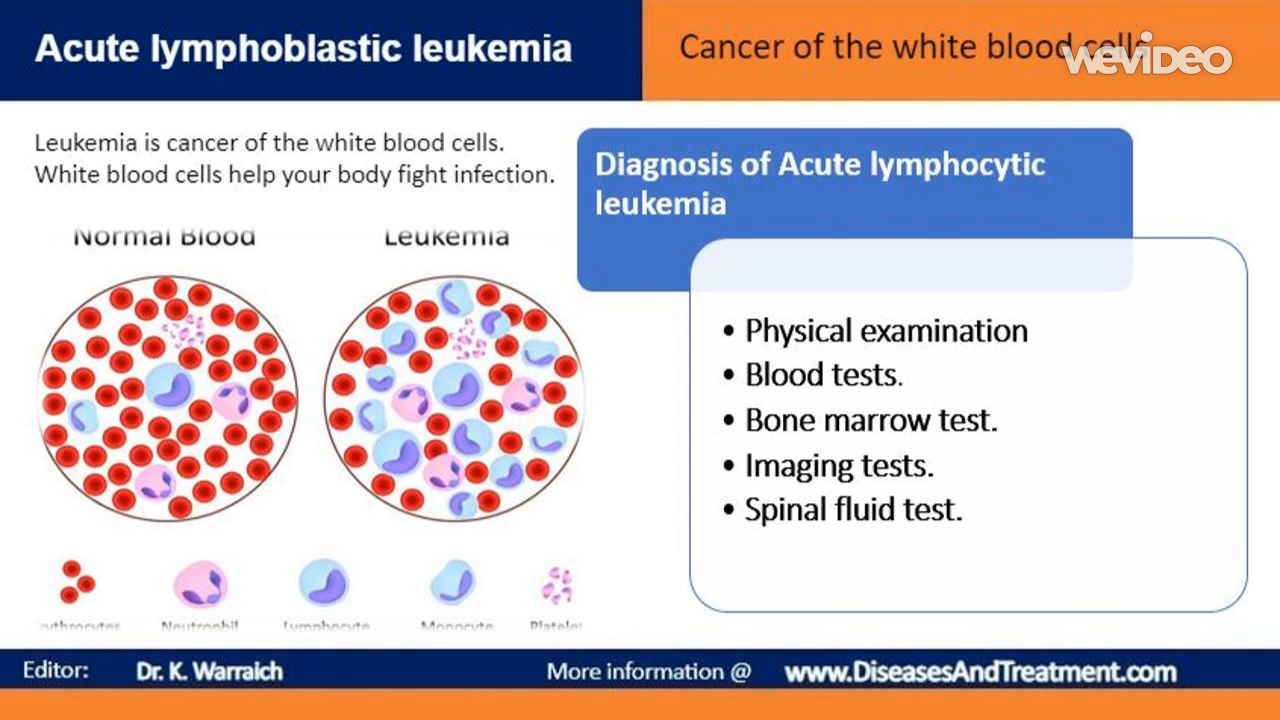 Acute lymphoblastic leukemia
Cancer of the white blood cells
wevideo
Leukemia is cancer of the white blood cells.
White blood cells help your body fight infection.
Normal Blood
Leukemia
Diagnosis of Acute lymphocytic
leukemia
• Physical examination
• Blood tests.
• Bone marrow test.
• Imaging tests.
• Spinal fluid test.
ythrocytes
Neutrophil
Lymphocyte
Monocyte
Platelet
Editor:
Dr. K. Warraich
More information @
www.DiseasesAndTreatment.com